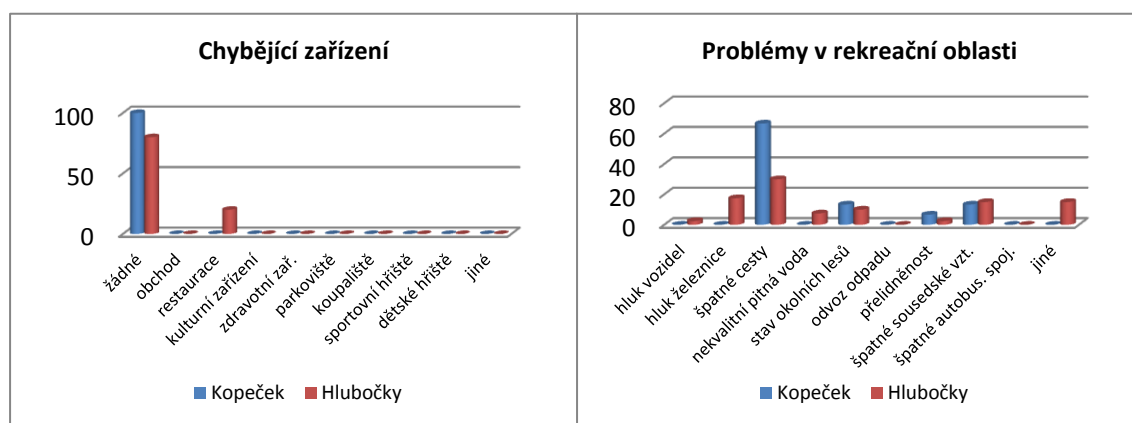 Chybějící zařízení
100
50
0
žádné
obchod
restaurace
kulturní zařízení
zdravotní zař.
parkoviště
koupaliště
sportovní hřiště
dětské hřiště
jiné
Kopeček Hlubočky
Problémy v rekreační oblasti
80
60
40
20
0
hluk vozidel
hluk železnice
špatné cesty
nekvalitní pitná voda
stav okolních lesů
odvoz odpadu
přelidněnost
špatné sousedské vzt.
špatné autobus. spoj.
jiné
Kopeček Hlubočky